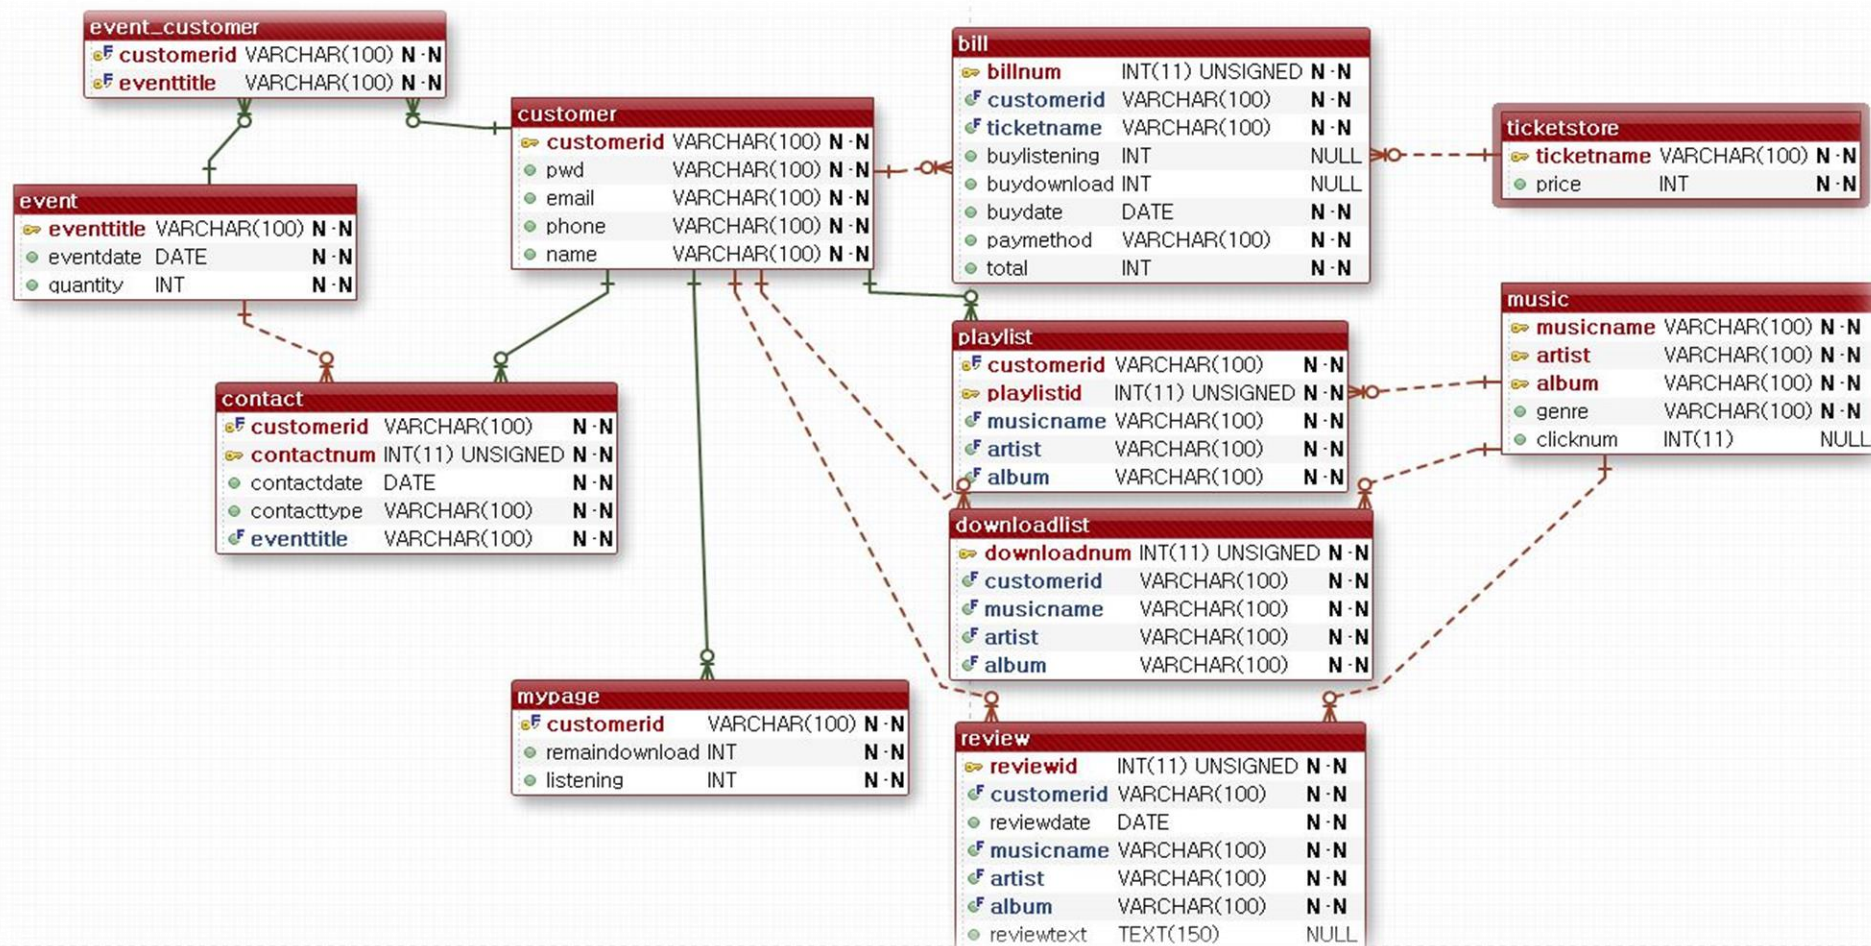 event_customer
customerid VARCHAR(100) N·N
eventtitle VARCHAR(100) N·N
event
eventtitle VARCHAR(100) N·N
eventdate DATE N·N
quantity INT N·N
customer
customerid VARCHAR(100) N·N
pwd VARCHAR(100) N·N
email VARCHAR(100) N·N
phone VARCHAR(100) N·N
name VARCHAR(100) N·N
contact
customerid VARCHAR(100) N·N
contactnum INT(11) UNSIGNED N·N
contactdate DATE N·N
contacttype VARCHAR(100) N·N
eventtitle VARCHAR(100) N·N
mypage
customerid VARCHAR(100) N·N
remaindownload INT N·N
listening INT N·N
bill
billnum INT(11) UNSIGNED N·N
customerid VARCHAR(100) N·N
ticketname VARCHAR(100) N·N
buylistening INT NULL
buydownload INT NULL
buydate DATE N·N
paymethod VARCHAR(100) N·N
total INT N·N
playlist
customerid VARCHAR(100) N·N
playlistid INT(11) UNSIGNED N·N
musicname VARCHAR(100) N·N
artist VARCHAR(100) N·N
album VARCHAR(100) N·N
downloadlist
downloadnum INT(11) UNSIGNED N·N
customerid VARCHAR(100) N·N
musicname VARCHAR(100) N·N
artist VARCHAR(100) N·N
album VARCHAR(100) N·N
review
reviewid INT(11) UNSIGNED N·N
customerid VARCHAR(100) N·N
reviewdate DATE N·N
musicname VARCHAR(100) N·N
artist VARCHAR(100) N·N
album VARCHAR(100) N·N
reviewtext TEXT(150) NULL
ticketstore
ticketname VARCHAR(100) N·N
price INT N·N
music
musicname VARCHAR(100) N·N
artist VARCHAR(100) N·N
album VARCHAR(100) N·N
genre VARCHAR(100) N·N
clicknum INT(11) NULL